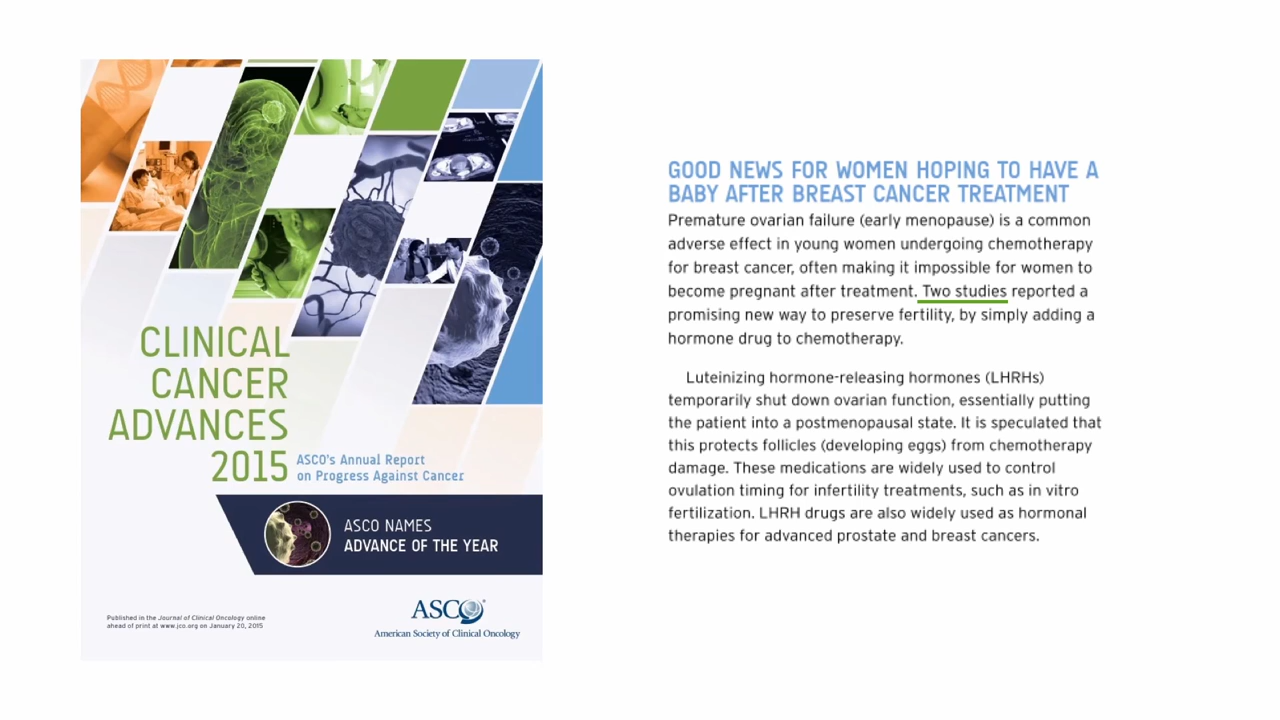 CLINICAL
CANCER
ADVANCES
2015
ASCO's Annual Report
on Progress Against Cancer
ASCO NAMES
ADVANCE OF THE YEAR
Published in the Journal of Clinical Oncology online
ahead of print at www.jco.org on January 20, 2015
ASCO®
American Society of Clinical Oncology
GOOD NEWS FOR WOMEN HOPING TO HAVE A
BABY AFTER BREAST CANCER TREATMENT
Premature ovarian failure (early menopause) is a common
adverse effect in young women undergoing chemotherapy
for breast cancer, often making it impossible for women to
become pregnant after treatment. Two studies reported a
promising new way to preserve fertility, by simply adding a
hormone drug to chemotherapy.
Luteinizing hormone-releasing hormones (LHRHs)
temporarily shut down ovarian function, essentially putting
the patient into a postmenopausal state. It is speculated that
this protects follicles (developing eggs) from chemotherapy
damage. These medications are widely used to control
ovulation timing for infertility treatments, such as in vitro
fertilization. LHRH drugs are also widely used as hormonal
therapies for advanced prostate and breast cancers.